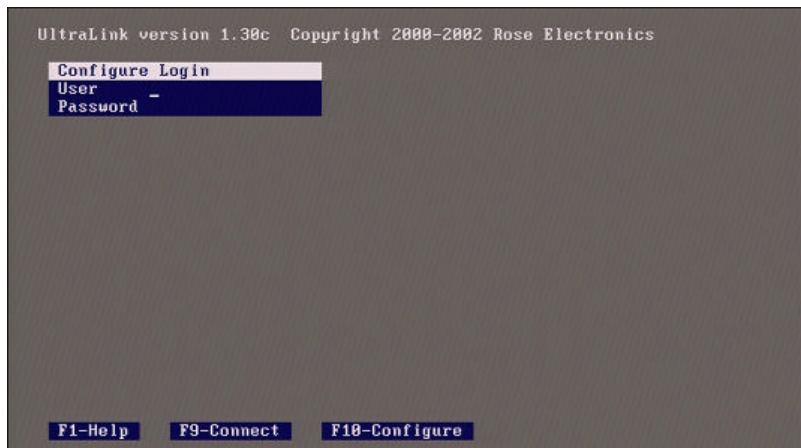 UltraLink version 1.30c  Copyright 2000-2002 Rose Electronics
Configure Login
User
Password
F1-Help  F9-Connect  F10-Configure